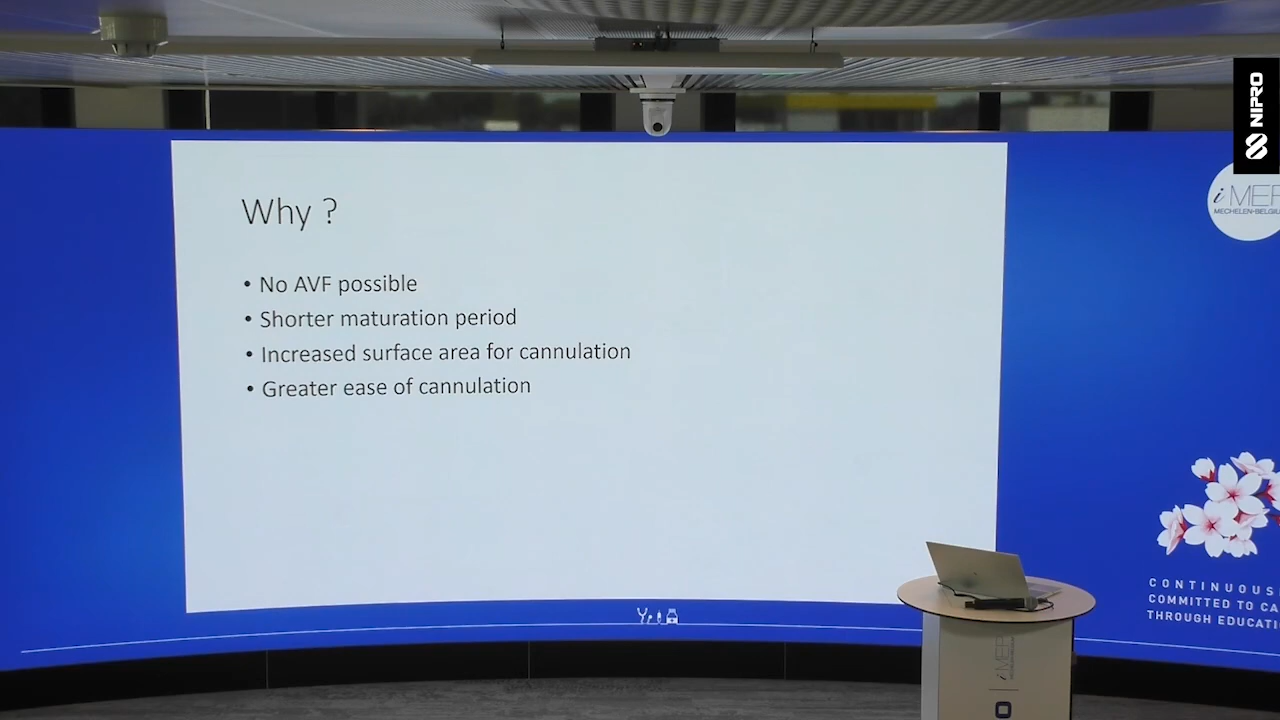 NIPRO
Why ?
• No AVF possible
• Shorter maturation period
• Increased surface area for cannulation
• Greater ease of cannulation
MECHELEN-BELGIU
CONTINUOUS
COMMITTED TO CA
THROUGH EDUCATI